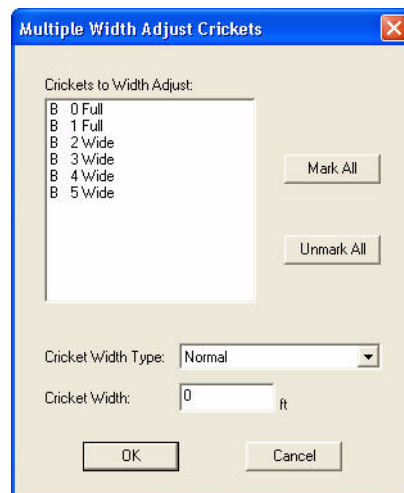 Multiple Width Adjust Crickets
Crickets to Width Adjust:
B 0 Full
B 1 Full
B 2 Wide
B 3 Wide
B 4 Wide
B 5 Wide
Mark All
Unmark All
Cricket Width Type: Normal
Cricket Width: 0 ft
OK Cancel